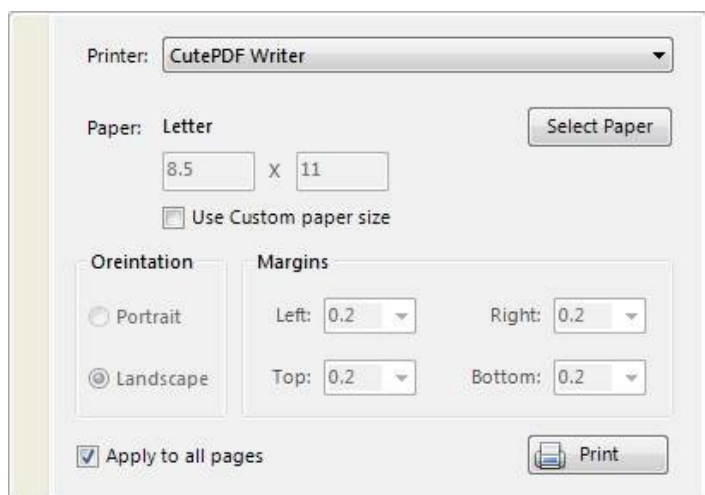 Printer: CutePDF Writer
Paper: Letter Select Paper
8.5 X 11
Use Custom paper size
Oreintation Margins
Portrait Left: 0.2 Right: 0.2
Landscape Top: 0.2 Bottom: 0.2
Apply to all pages Print